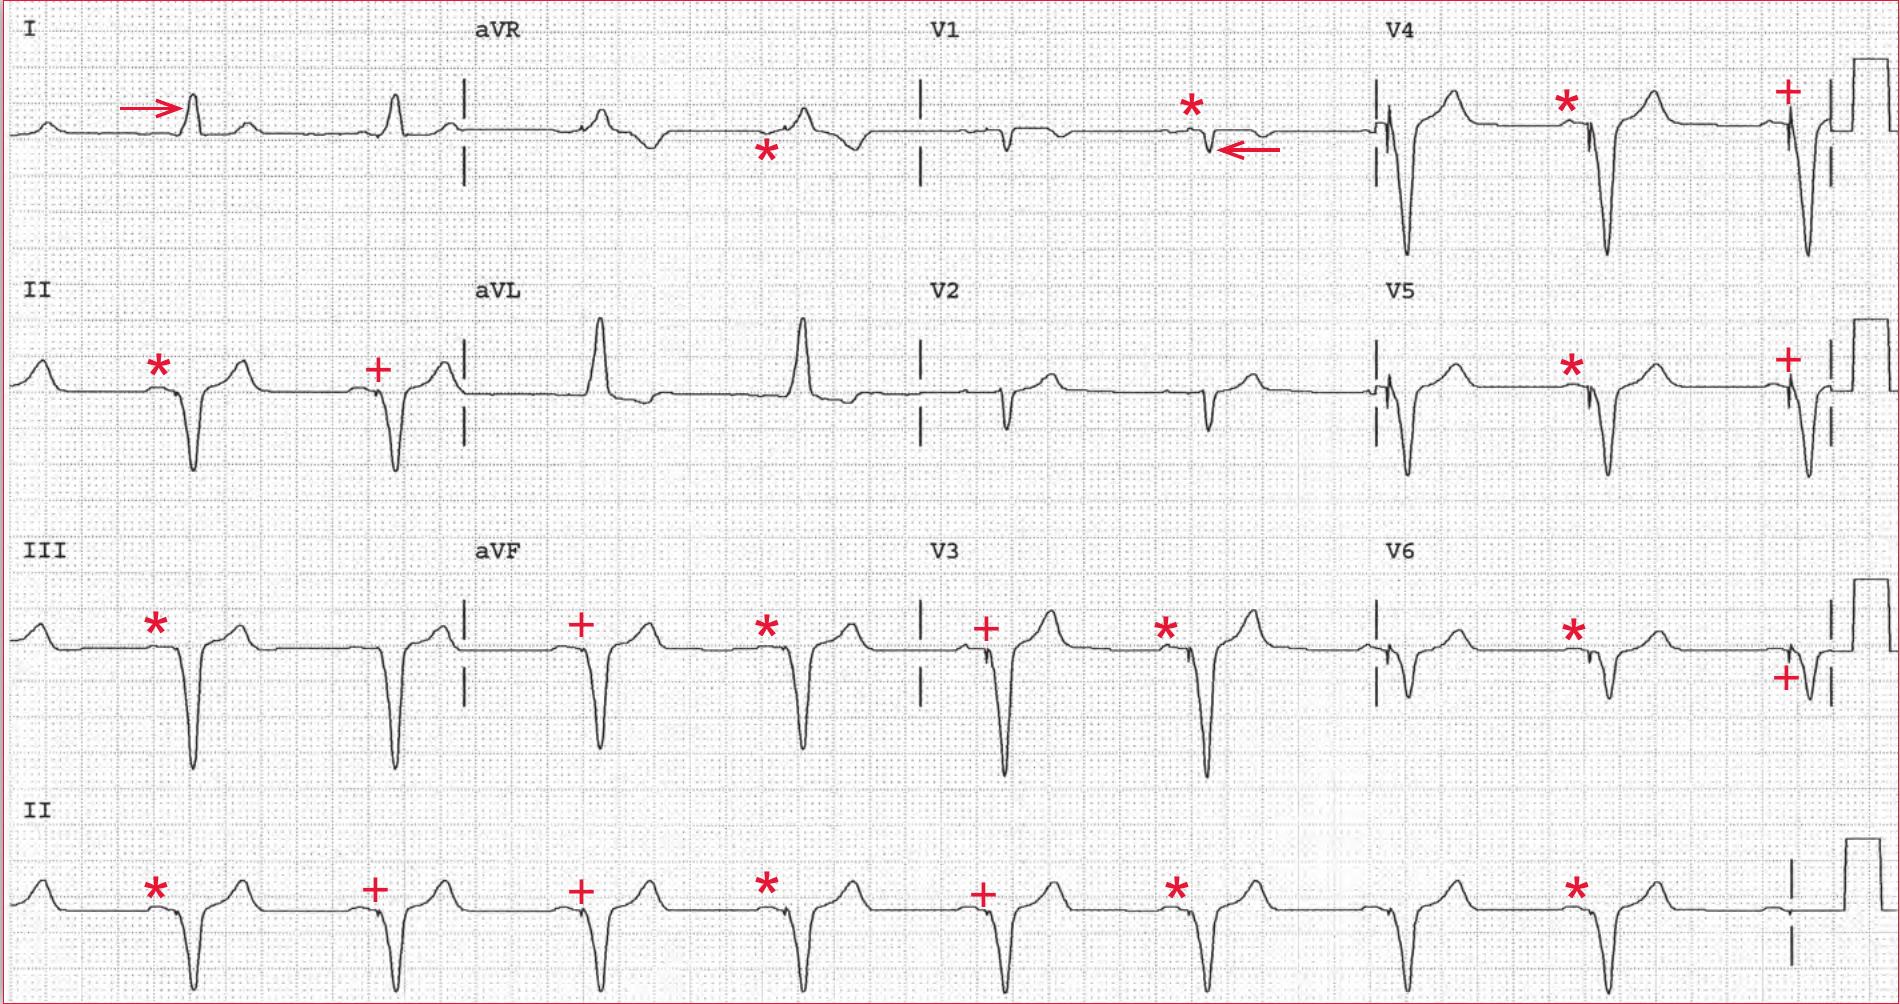 I aVR V1 V4
* * * +
II aVL V2 V5
* + * +
III aVF V3 V6
* + * + * * +
II
* + + * + * *